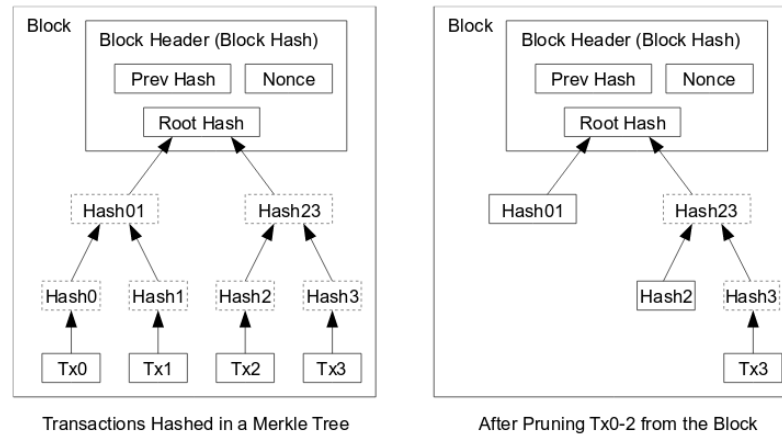 Block
Block Header (Block Hash)
Prev Hash Nonce
Root Hash
Hash01 Hash23
Hash0 Hash1 Hash2 Hash3
Tx0 Tx1 Tx2 Tx3
Transactions Hashed in a Merkle Tree
Block
Block Header (Block Hash)
Prev Hash Nonce
Root Hash
Hash01 Hash23
Hash2 Hash3
Tx3
After Pruning Tx0-2 from the Block